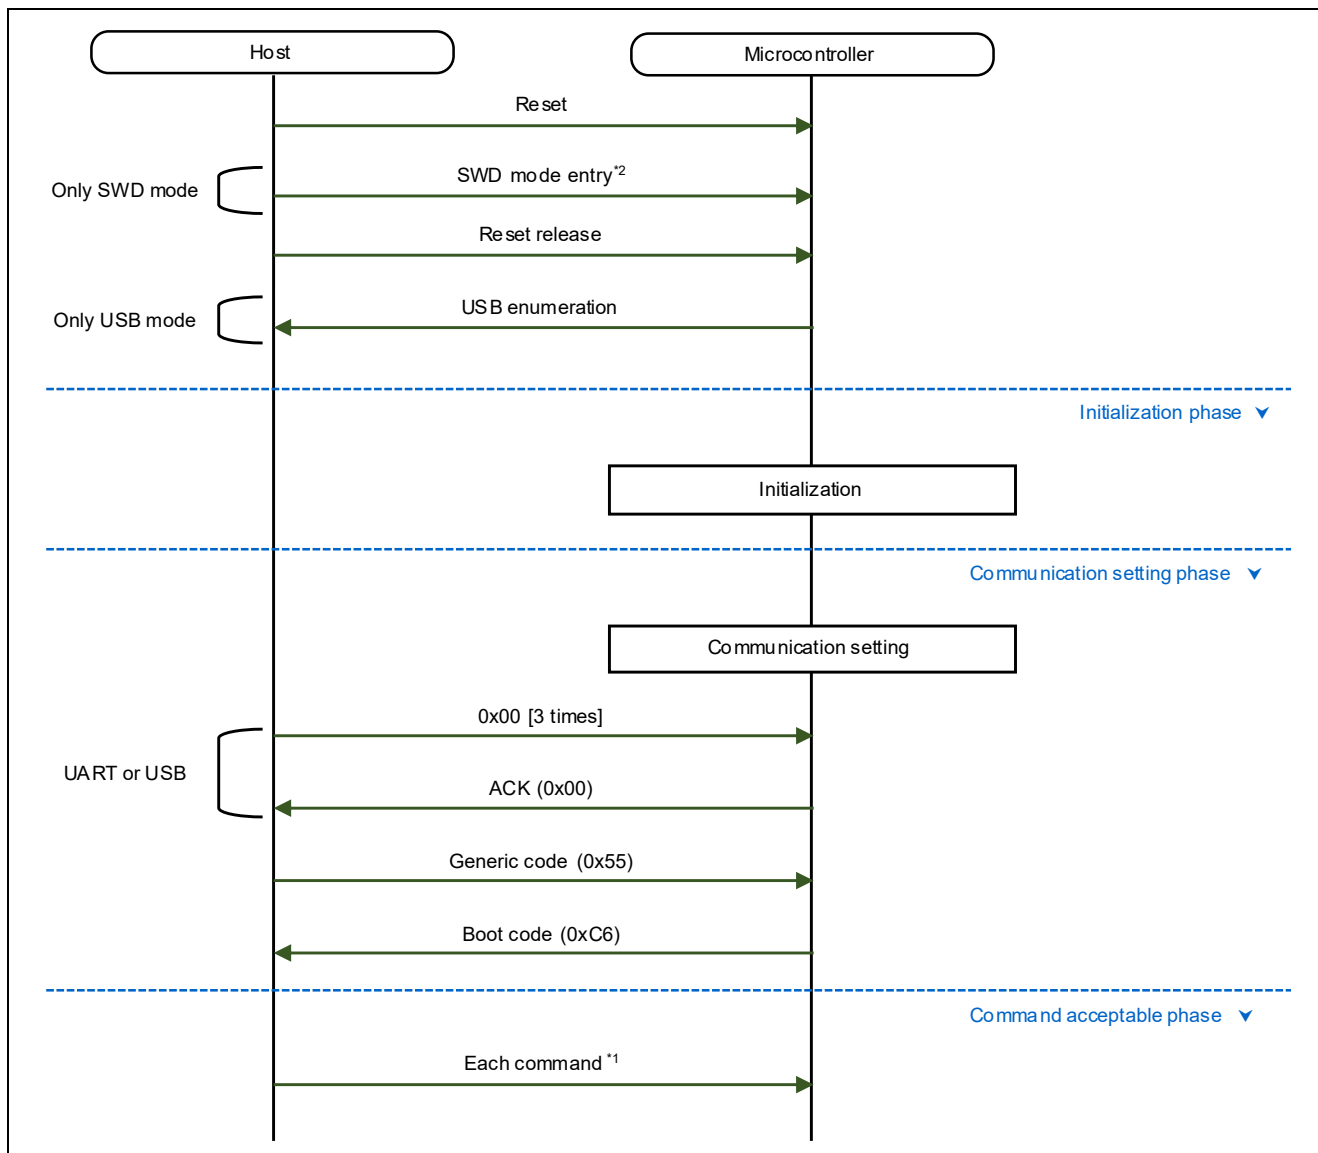 Host
Microcontroller
Reset
Only SWD mode
SWD mode entry*2
Reset release
Only USB mode
USB enumeration
Initialization phase
Initialization
Communication setting phase
Communication setting
0x00 [3 times]
UART or USB
ACK (0x00)
Generic code (0x55)
Boot code (0xC6)
Command acceptable phase
Each command *1